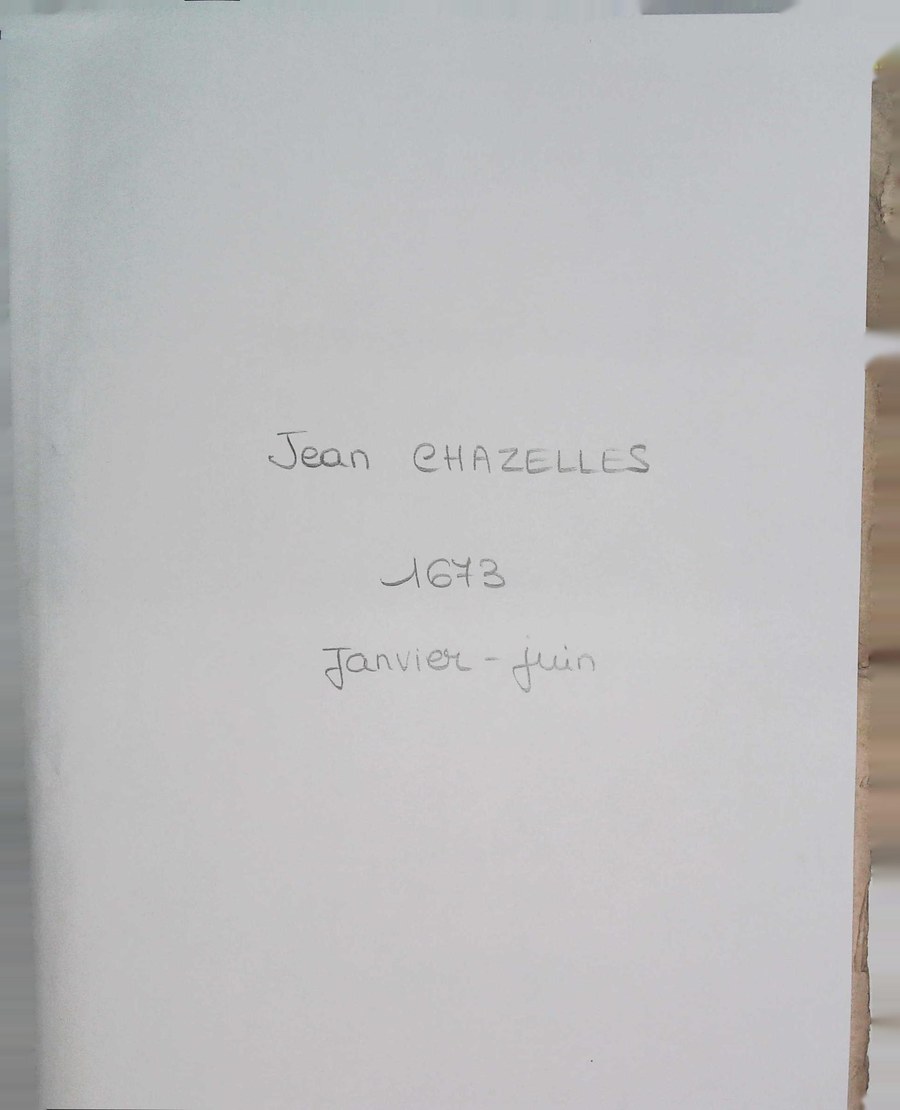 Jean CHAZELLES
1673
Janvier - juin